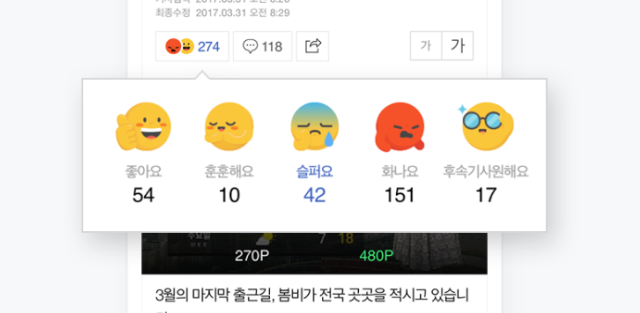 최종수정 2017.03.31 오전 8:29
274
118
가 가
좋아요 훈훈해요 슬퍼요 화나요 후속기사원해요
54 10 42 151 17
7 18
270P 480P
3월의 마지막 출근길, 봄비가 전국 곳곳을 적시고 있습니